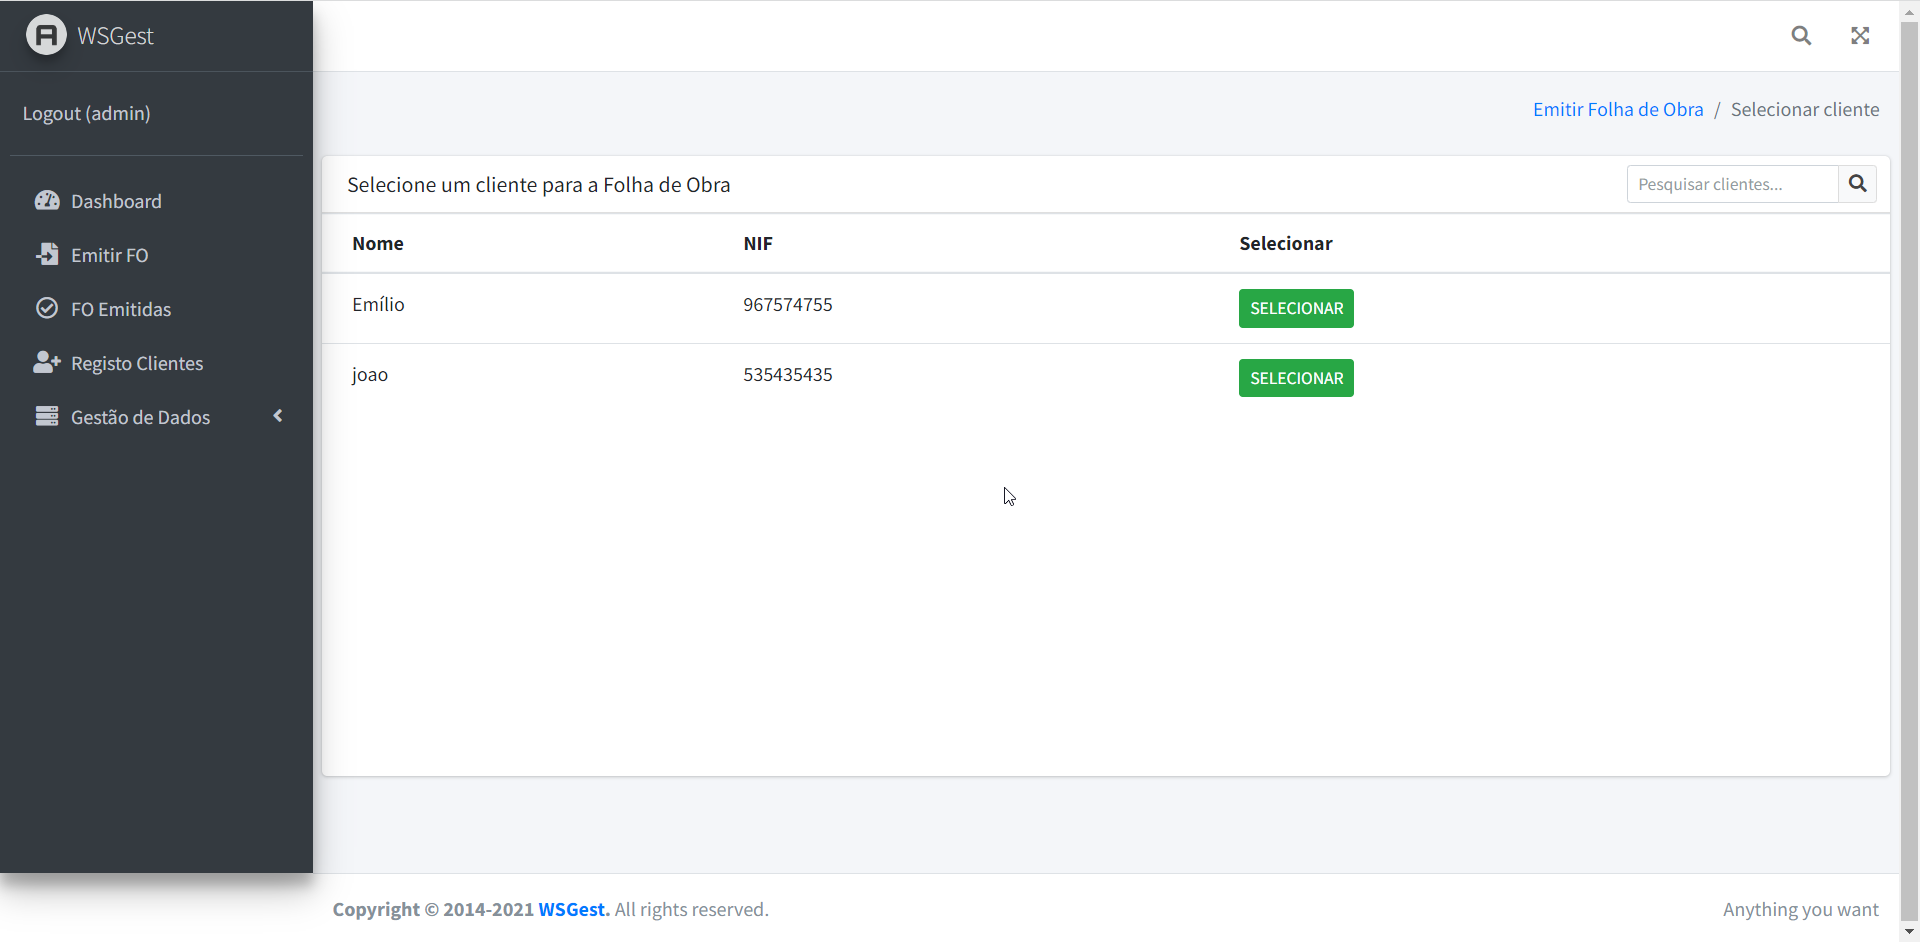 WSGest
Logout (admin)
Dashboard
Emitir FO
FO Emitidas
Registo Clientes
Gestão de Dados
Emitir Folha de Obra / Selecionar cliente
Selecione um cliente para a Folha de Obra
Pesquisar clientes...
Nome NIF Selecionar
Emílio 967574755 SELECIONAR
joao 535435435 SELECIONAR
Copyright © 2014-2021 WSGest. All rights reserved.
Anything you want